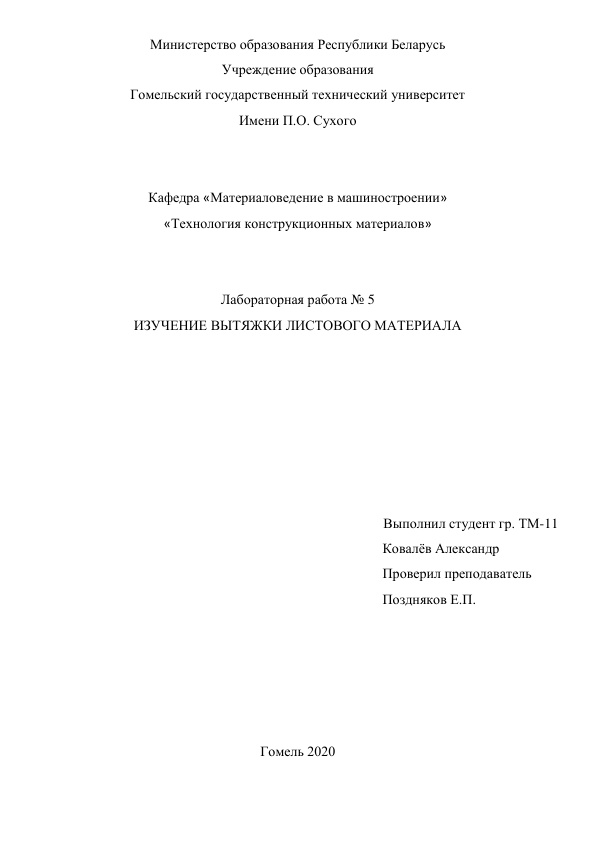 Министерство образования Республики Беларусь
Учреждение образования
Гомельский государственный технический университет
Имени П.О. Сухого
Кафедра «Материаловедение в машиностроении»
«Технология конструкционных материалов»
Лабораторная работа № 5
ИЗУЧЕНИЕ ВЫТЯЖКИ ЛИСТОВОГО МАТЕРИАЛА
Выполнил студент гр. ТМ-11
Ковалёв Александр
Проверил преподаватель
Поздняков Е.П.
Гомель 2020